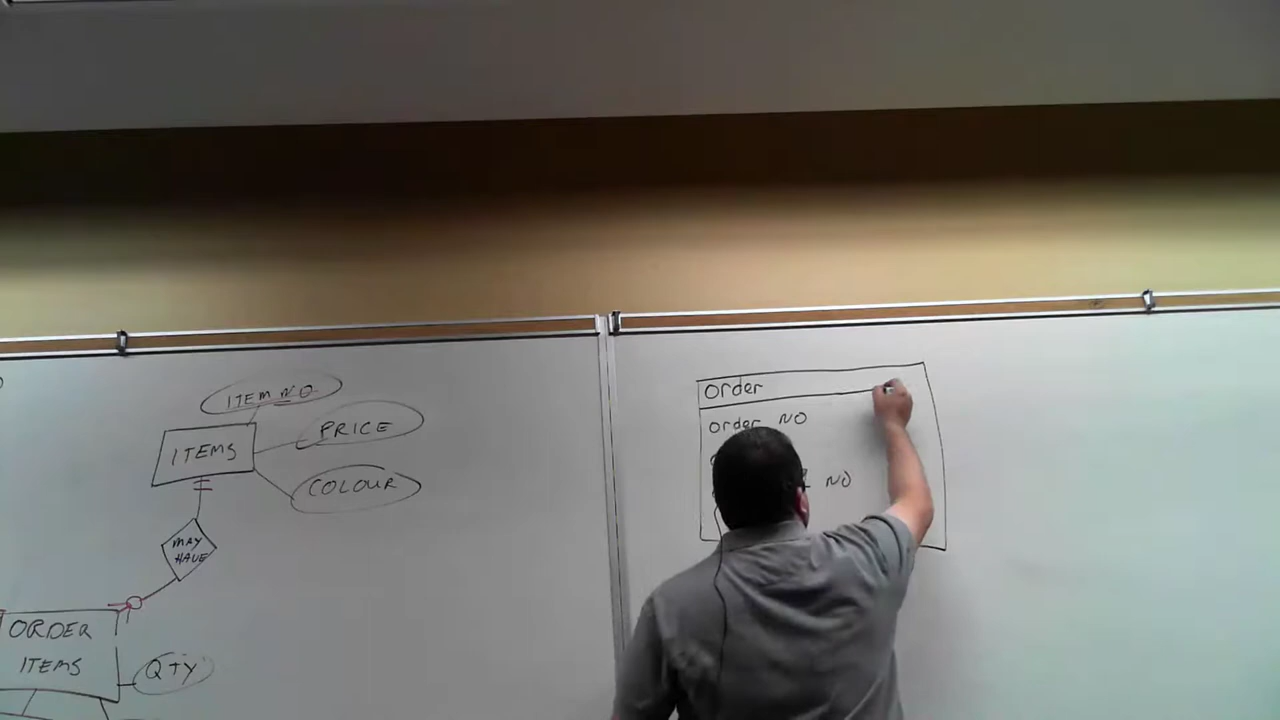 ITEM NO
PRICE
ITEMS
COLOUR
MAY
HAVE
ORDER
ITEMS
QTY
order
order NO
NO